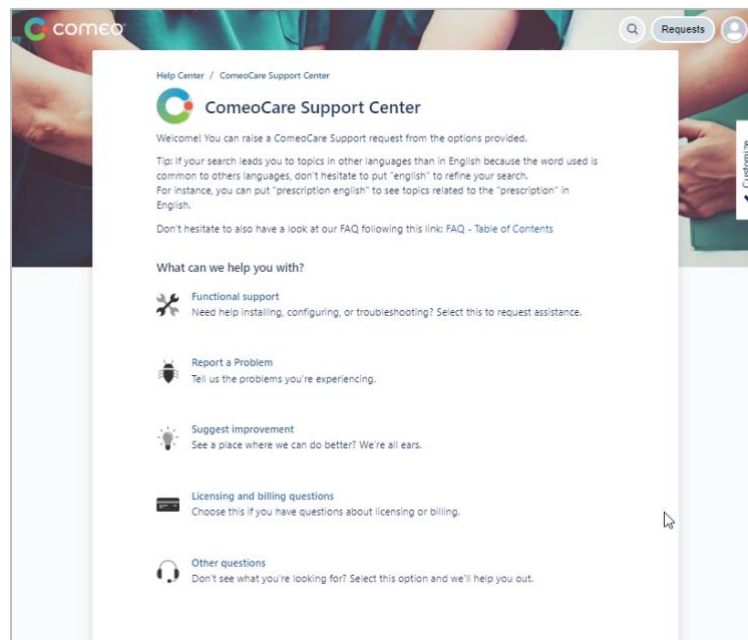 comeo
Requests
Customize
Help Center / ComeoCare Support Center
ComeoCare Support Center
Welcome! You can raise a ComeoCare Support request from the options provided.
Tip: If your search leads you to topics in other languages than in English because the word used is
common to others languages, don't hesitate to put "english" to refine your search.
For instance, you can put "prescription english" to see topics related to the "prescription" in
English.
Don't hesitate to also have a look at our FAQ following this link: FAQ - Table of Contents
What can we help you with?
Functional support
Need help installing, configuring, or troubleshooting? Select this to request assistance.
Report a Problem
Tell us the problems you're experiencing.
Suggest improvement
See a place where we can do better? We're all ears.
Licensing and billing questions
Choose this if you have questions about licensing or billing.
Other questions
Don't see what you're looking for? Select this option and we'll help you out.